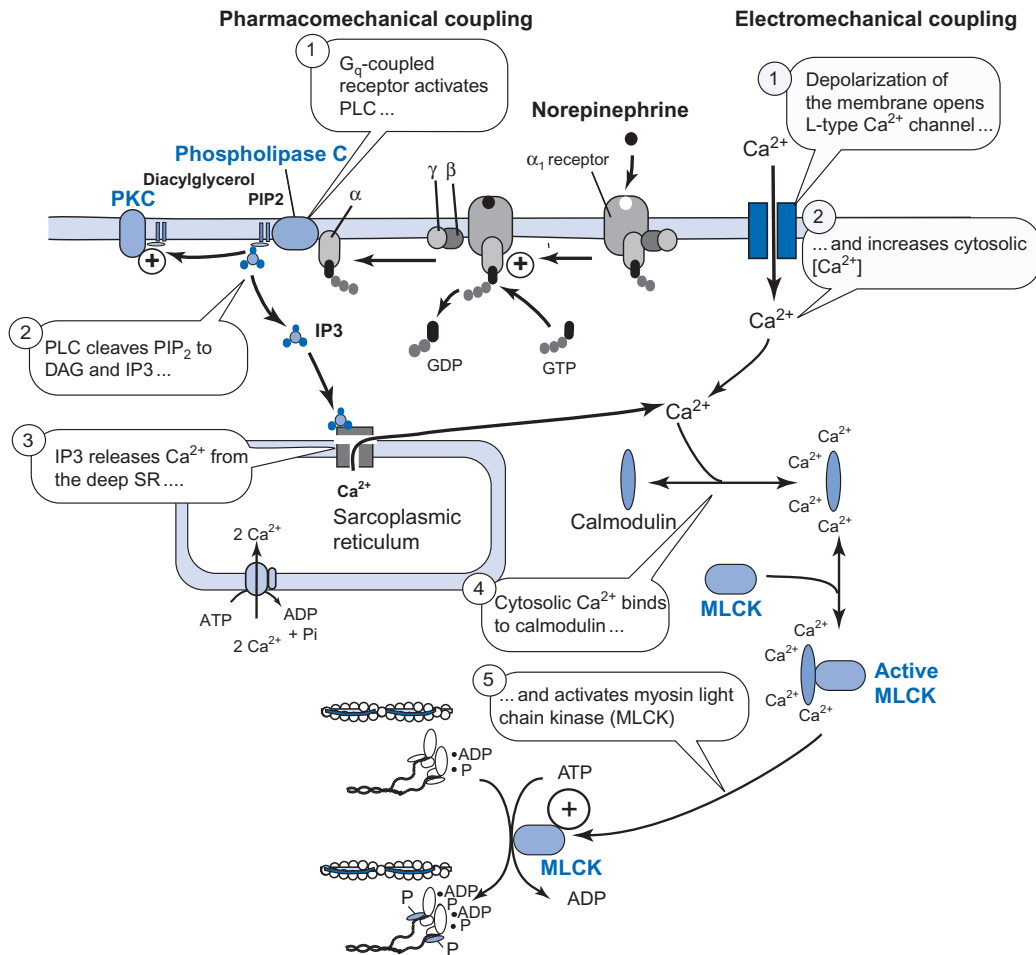 Pharmacomechanical coupling
Electromechanical coupling
1
Gq-coupled
receptor activates
PLC ...
1
Depolarization of
the membrane opens
L-type Ca²⁺ channel ...
Norepinephrine
α₁ receptor
Ca²⁺
Phospholipase C
Diacylglycerol
PKC
PIP2
α
γ
β
2
... and increases cytosolic
[Ca²⁺]
+
+
2
PLC cleaves PIP₂ to
DAG and IP3 ...
IP3
GDP
GTP
Ca²⁺
Ca²⁺
3
IP3 releases Ca²⁺ from
the deep SR ....
Ca²⁺
Sarcoplasmic
reticulum
2 Ca²⁺
ATP
ADP
+ Pi
2 Ca²⁺
Calmodulin
Ca²⁺
Ca²⁺
Ca²⁺
Ca²⁺
4
Cytosolic Ca²⁺ binds
to calmodulin ...
MLCK
Ca²⁺
Ca²⁺
Ca²⁺
Ca²⁺
Active
MLCK
5
... and activates myosin light
chain kinase (MLCK)
•ADP
•P
ATP
+
MLCK
ADP
P
•ADP
•P
•ADP
•P
P